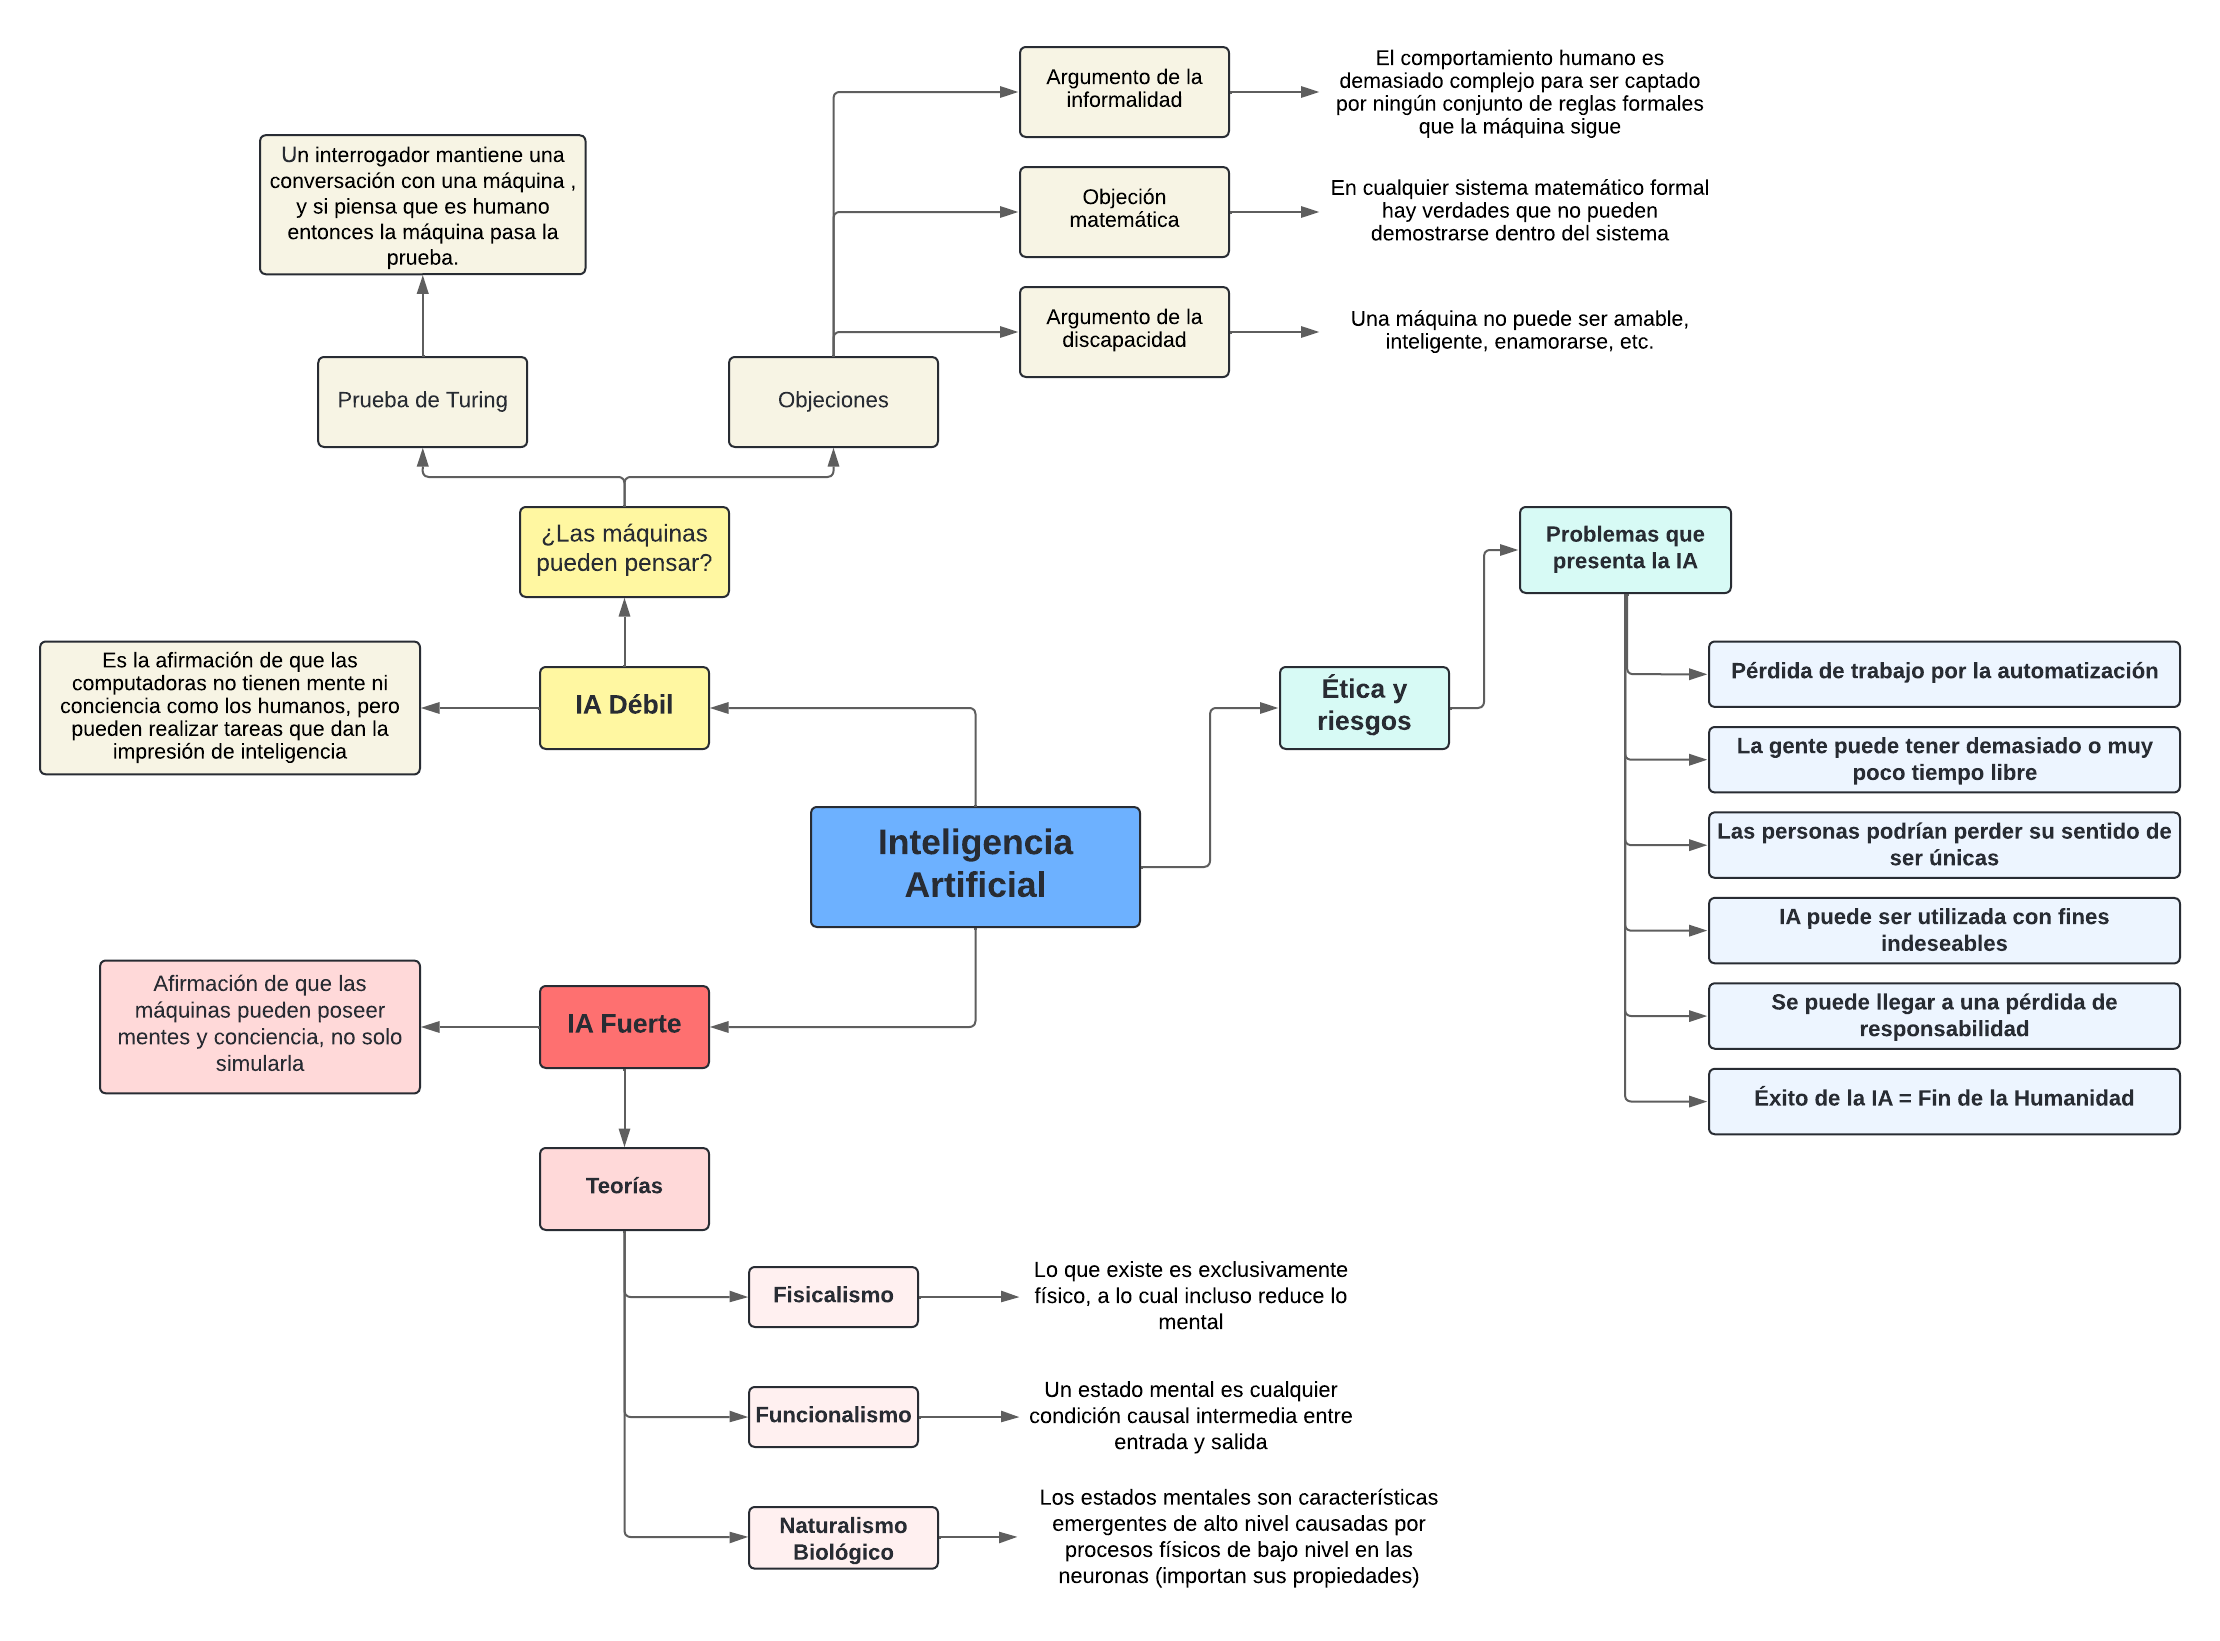 El comportamiento humano es
demasiado complejo para ser captado
por ningún conjunto de reglas formales
que la máquina sigue
Argumento de la
informalidad
Un interrogador mantiene una
conversación con una máquina ,
y si piensa que es humano
entonces la máquina pasa la
prueba.
Objeción
matemática
En cualquier sistema matemático formal
hay verdades que no pueden
demostrarse dentro del sistema
Argumento de la
discapacidad
Una máquina no puede ser amable,
inteligente, enamorarse, etc.
Prueba de Turing
Objeciones
¿Las máquinas
pueden pensar?
Problemas que
presenta la IA
Es la afirmación de que las
computadoras no tienen mente ni
conciencia como los humanos, pero
pueden realizar tareas que dan la
impresión de inteligencia
IA Débil
Ética y
riesgos
Pérdida de trabajo por la automatización
La gente puede tener demasiado o muy
poco tiempo libre
Las personas podrían perder su sentido de
ser únicas
IA puede ser utilizada con fines
indeseables
Se puede llegar a una pérdida de
responsabilidad
Éxito de la IA = Fin de la Humanidad
Inteligencia
Artificial
Afirmación de que las
máquinas pueden poseer
mentes y conciencia, no solo
simularla
IA Fuerte
Teorías
Fisicalismo
Lo que existe es exclusivamente
físico, a lo cual incluso reduce lo
mental
Funcionalismo
Un estado mental es cualquier
condición causal intermedia entre
entrada y salida
Naturalismo
Biológico
Los estados mentales son características
emergentes de alto nivel causadas por
procesos físicos de bajo nivel en las
neuronas (importan sus propiedades)